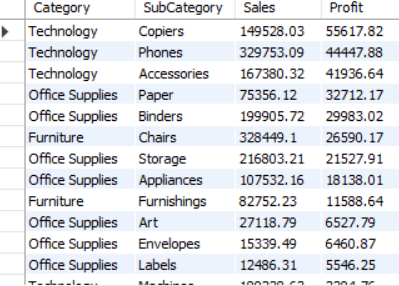 Category SubCategory Sales Profit
Technology Copiers 149528.03 55617.82
Technology Phones 329753.09 44447.88
Technology Accessories 167380.32 41936.64
Office Supplies Paper 75356.12 32712.17
Office Supplies Binders 199905.72 29983.02
Furniture Chairs 328449.1 26590.17
Office Supplies Storage 216803.21 21527.91
Office Supplies Appliances 107532.16 18138.01
Furniture Furnishings 82752.23 11588.64
Office Supplies Art 27118.79 6527.79
Office Supplies Envelopes 15339.49 6460.87
Office Supplies Labels 12486.31 5546.25
Technology Machines